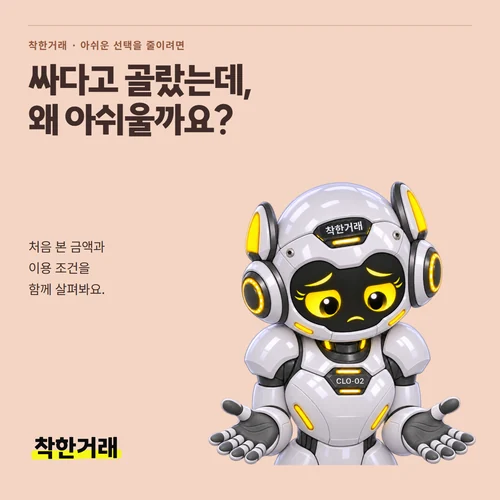 착한거래 · 아쉬운 선택을 줄이려면
싸다고 골랐는데,
왜 아쉬울까요?
처음 본 금액과
이용 조건을
함께 살펴봐요.
착한거래
CLO-02
착한거래